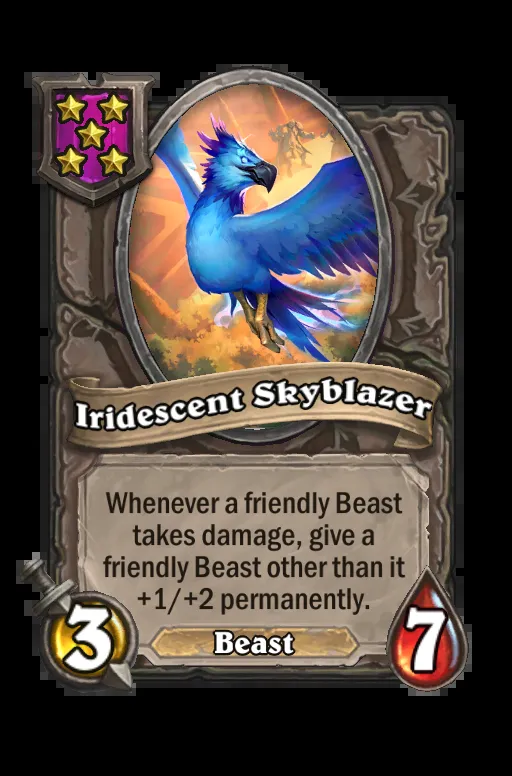 Iridescent Skyblazer
Whenever a friendly Beast
takes damage, give a
friendly Beast other than it
+1/+2 permanently.
3
Beast
7